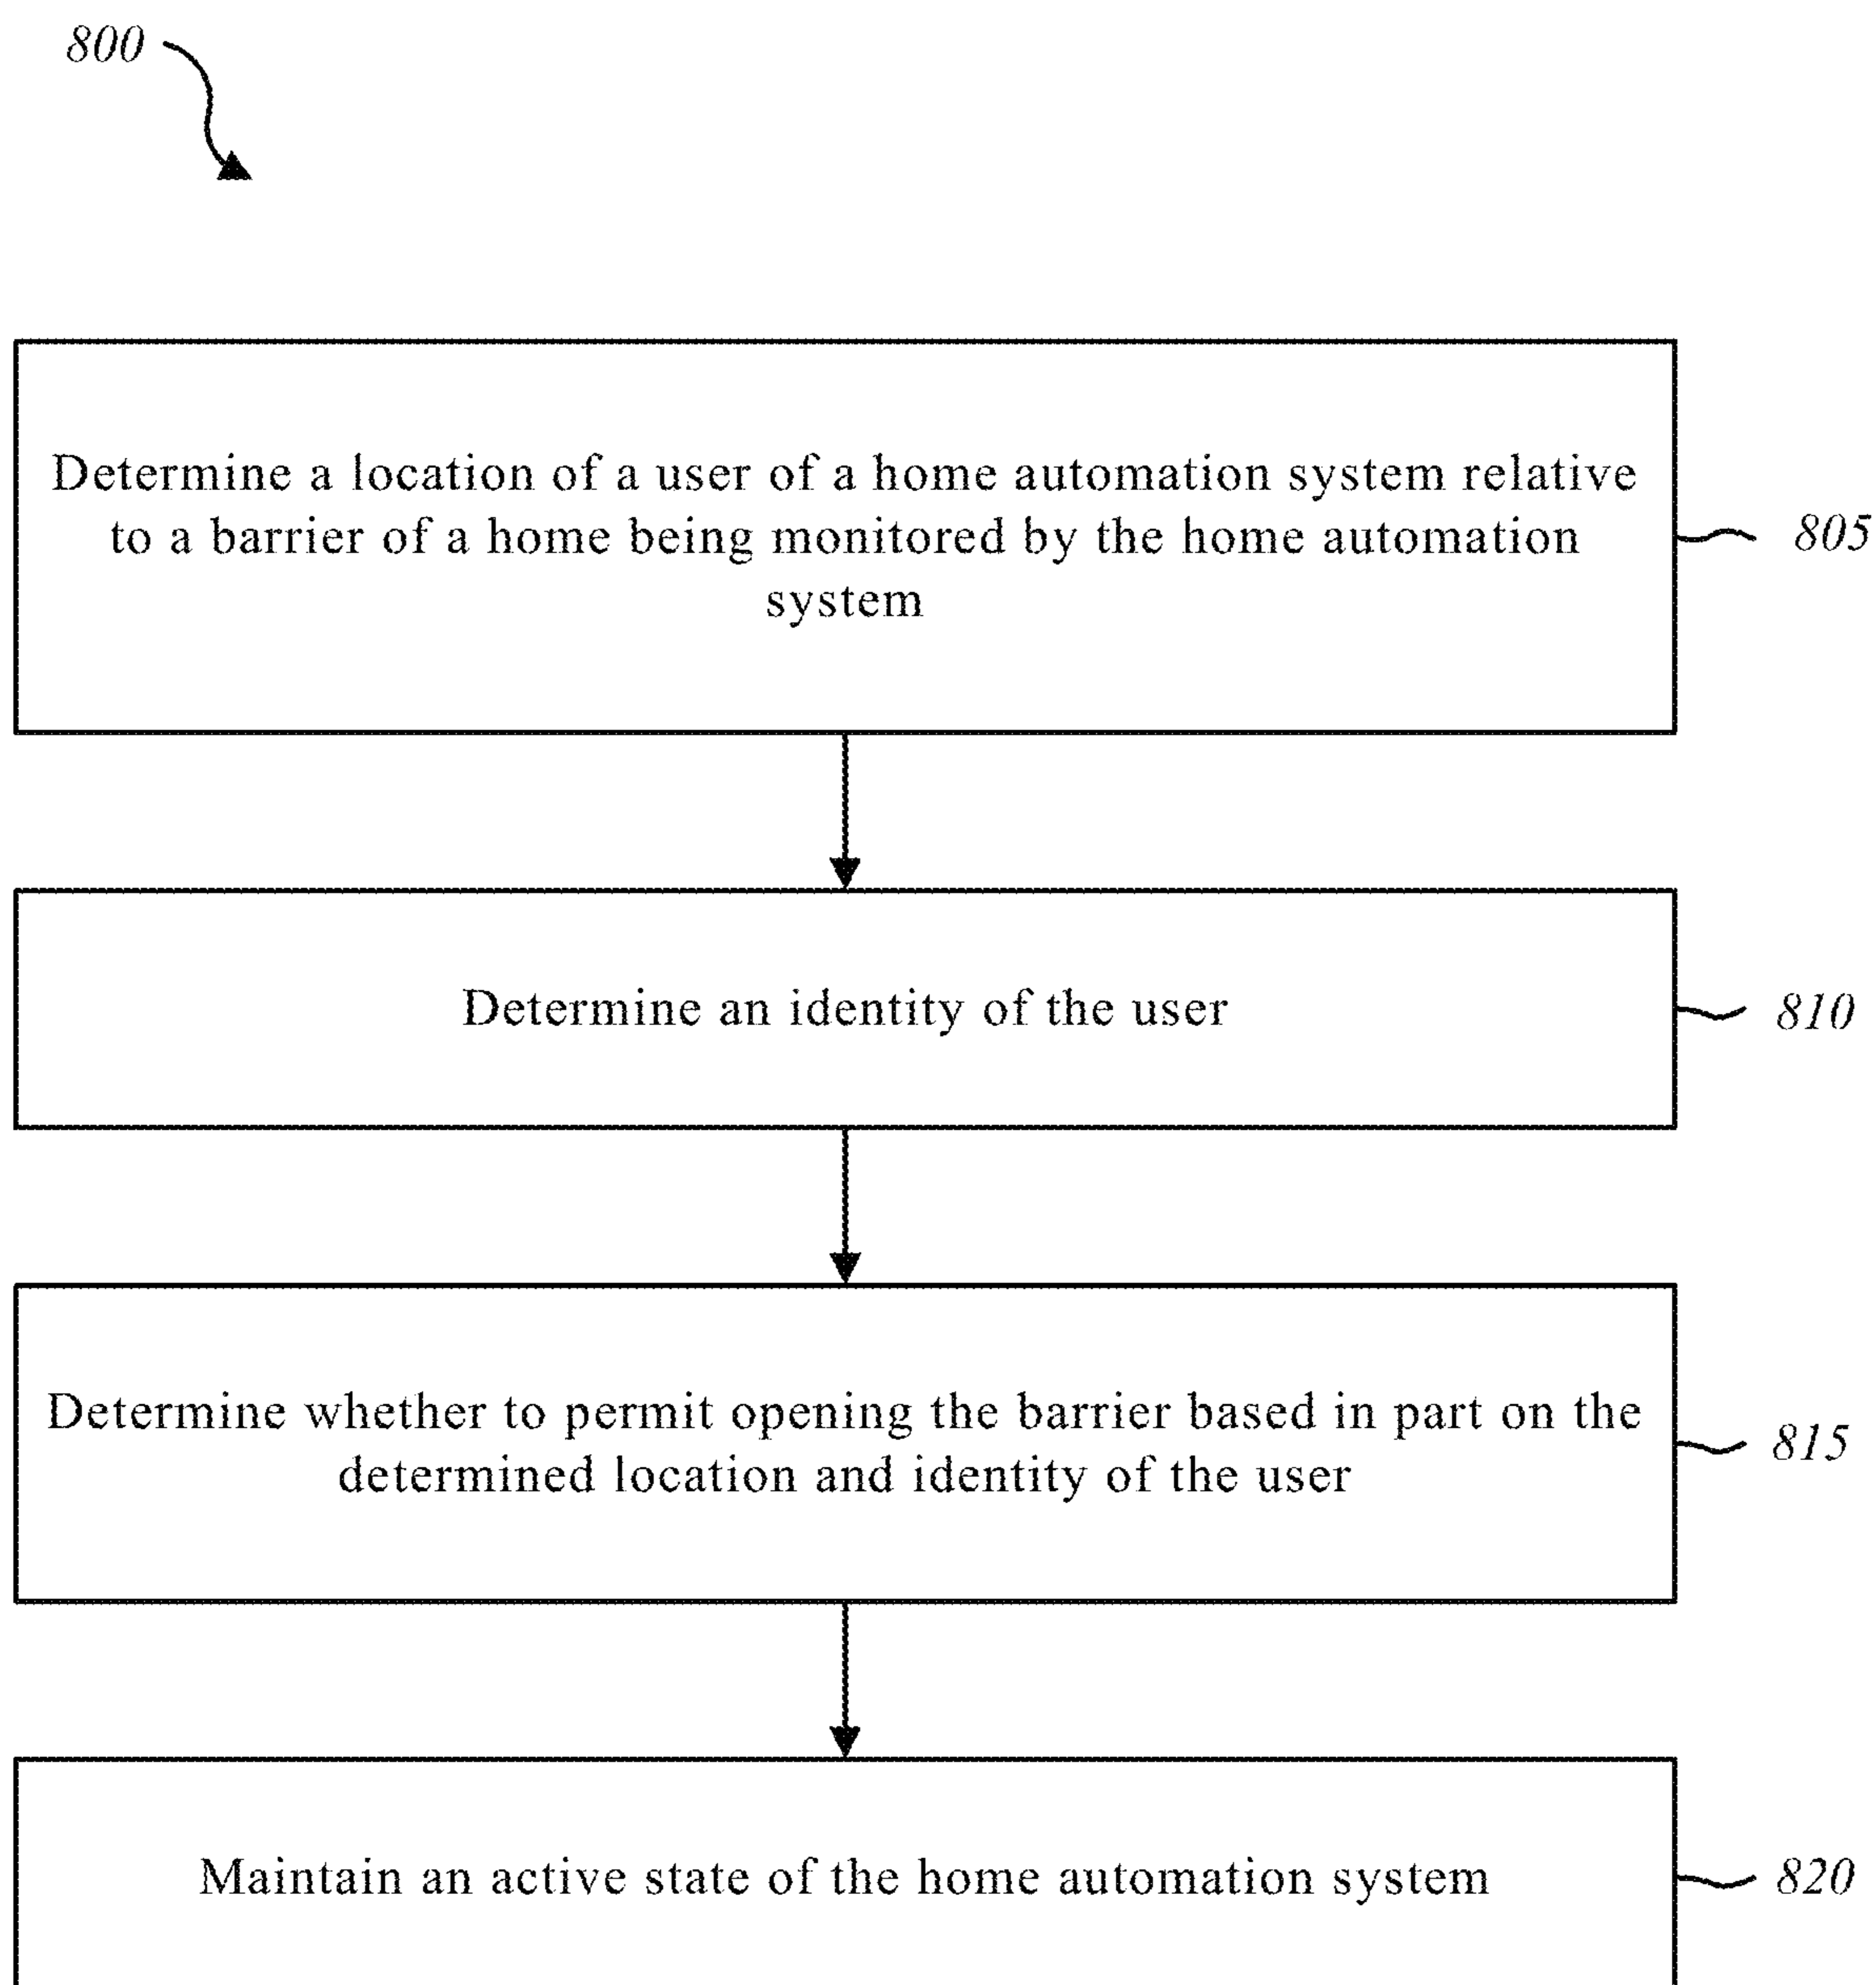 800
Determine a location of a user of a home automation system relative
to a barrier of a home being monitored by the home automation
system
805
Determine an identity of the user
810
Determine whether to permit opening the barrier based in part on the
determined location and identity of the user
815
Maintain an active state of the home automation system
820